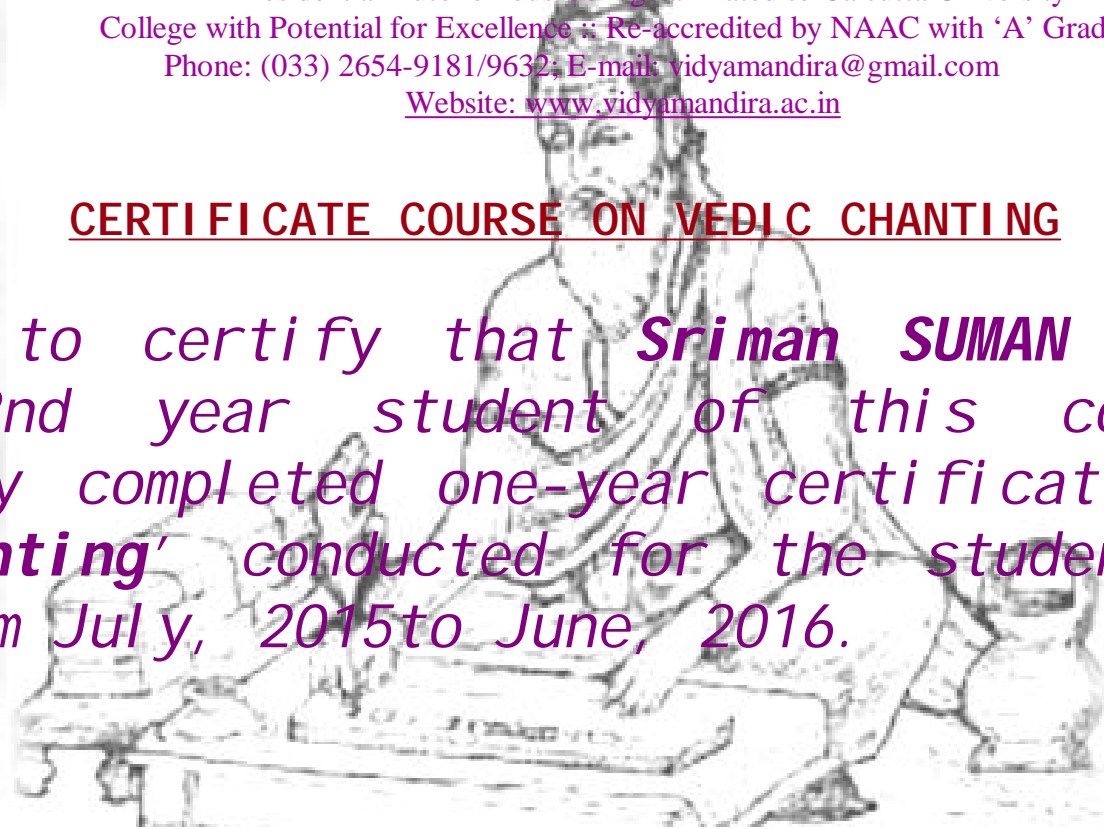 College with Potential for Excellence :: Re-accredited by NAAC with ‘A’ Grad
Phone: (033) 2654-9181/9632; E-mail: vidyamandira@gmail.com
Website: www.vidyamandira.ac.in
CERTIFICATE COURSE ON VEDIC CHANTING
to certify that Sriman SUMAN
2nd year student of this co
y completed one-year certificat
nting’ conducted for the studen
m July, 2015to June, 2016.